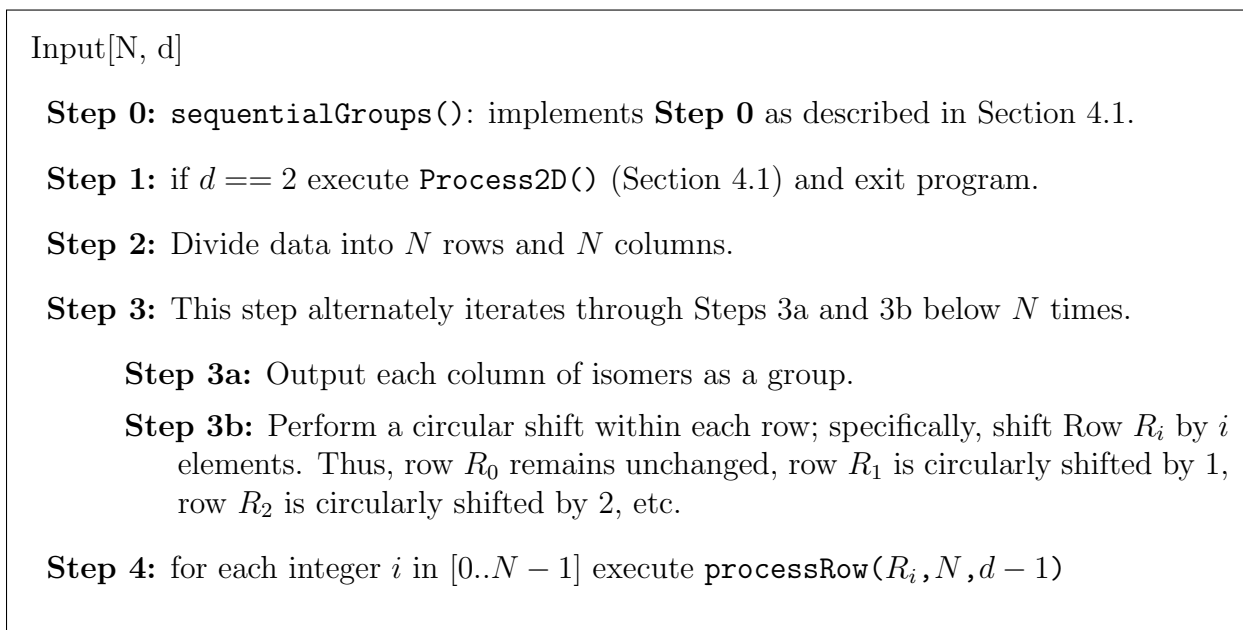 Input[N, d]
Step 0: sequentialGroups(): implements Step 0 as described in Section 4.1.
Step 1: if d == 2 execute Process2D() (Section 4.1) and exit program.
Step 2: Divide data into N rows and N columns.
Step 3: This step alternately iterates through Steps 3a and 3b below N times.
Step 3a: Output each column of isomers as a group.
Step 3b: Perform a circular shift within each row; specifically, shift Row R_i by i
elements. Thus, row R_0 remains unchanged, row R_1 is circularly shifted by 1,
row R_2 is circularly shifted by 2, etc.
Step 4: for each integer i in [0..N − 1] execute processRow(R_i,N,d − 1)